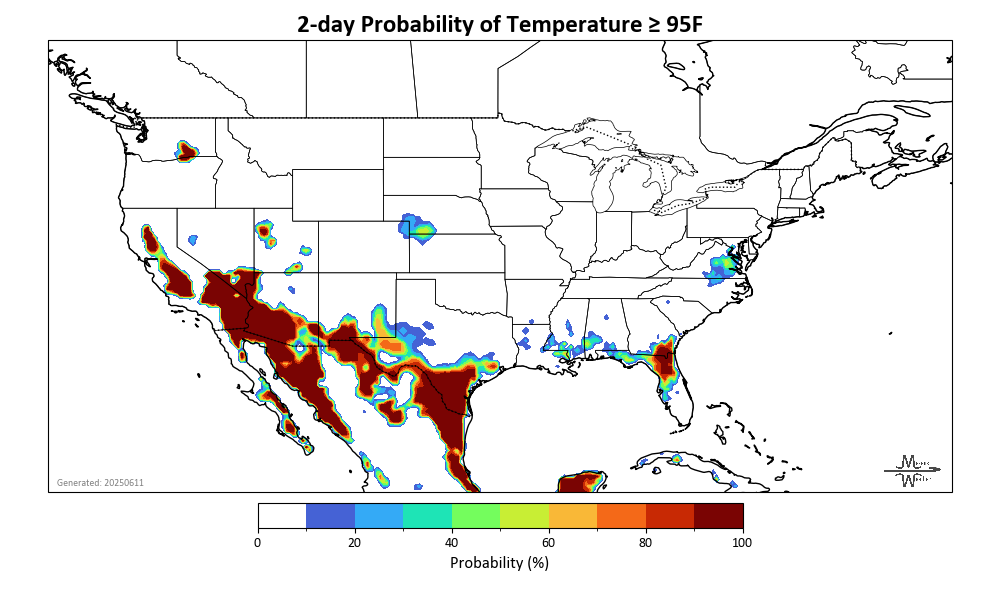 2-day Probability of Temperature ≥ 95F
Generated: 20250611
0 20 40 60 80 100
Probability (%)